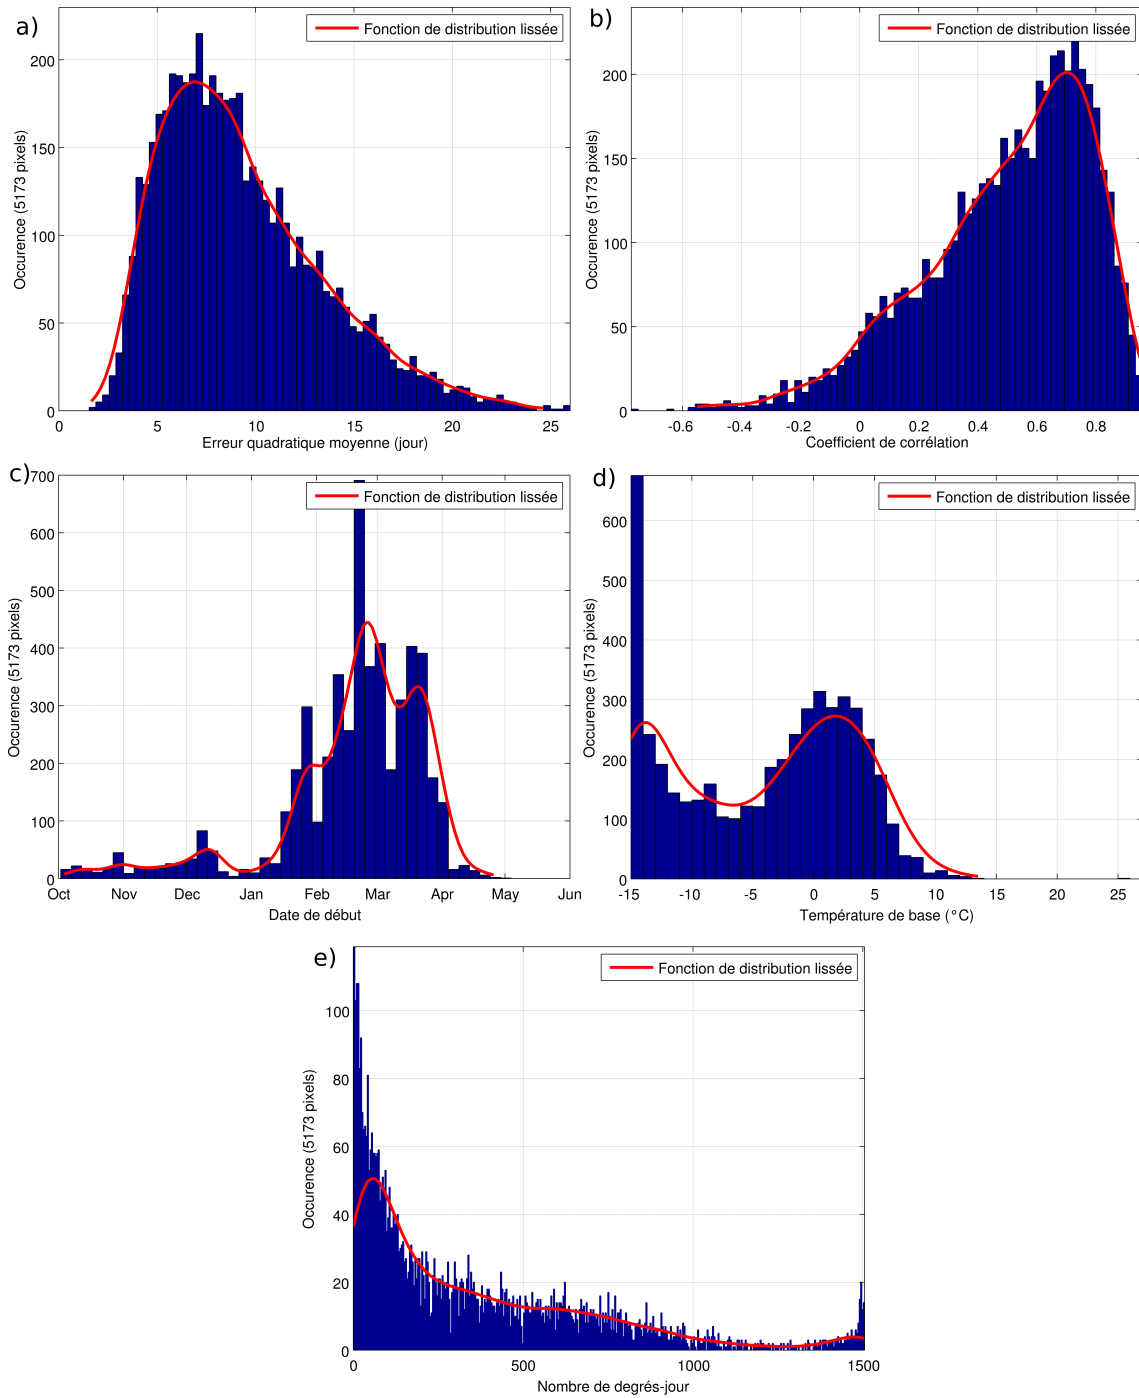 a)
Fonction de distribution lissée
Occurence (5173 pixels)
200
150
100
50
0
0 5 10 15 20 25
Erreur quadratique moyenne (jour)
b)
Fonction de distribution lissée
Occurence (5173 pixels)
200
150
100
50
0
-0.6 -0.4 -0.2 0 0.2 0.4 0.6 0.8
Coefficient de corrélation
c)
Fonction de distribution lissée
Occurence (5173 pixels)
700
600
500
400
300
200
100
0
Oct Nov Dec Jan Feb Mar Apr May Jun
Date de début
d)
Fonction de distribution lissée
Occurence (5173 pixels)
600
500
400
300
200
100
0
-15 -10 -5 0 5 10 15 20 25
Température de base (°C)
e)
Fonction de distribution lissée
Occurence (5173 pixels)
100
80
60
40
20
0
0 500 1000 1500
Nombre de degrés-jour